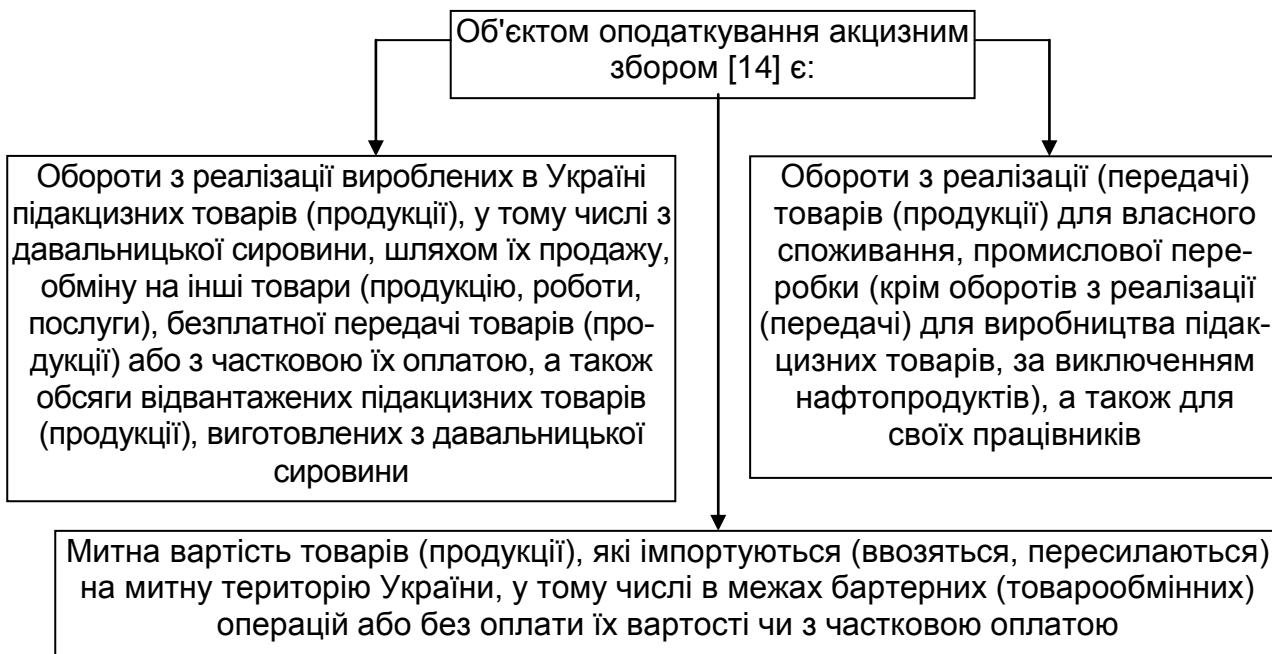 Об'єктом оподаткування акцизним
збором [14] є:
Обороти з реалізації вироблених в Україні
підакцизних товарів (продукції), у тому числі з
давальницької сировини, шляхом їх продажу,
обміну на інші товари (продукцію, роботи,
послуги), безплатної передачі товарів (про-
дукції) або з частковою їх оплатою, а також
обсяги відвантажених підакцизних товарів
(продукції), виготовлених з давальницької
сировини
Обороти з реалізації (передачі)
товарів (продукції) для власного
споживання, промислової пере-
робки (крім оборотів з реалізації
(передачі) для виробництва підак-
цизних товарів, за виключенням
нафтопродуктів), а також для
своїх працівників
Митна вартість товарів (продукції), які імпортуються (ввозяться, пересилаються)
на митну територію України, у тому числі в межах бартерних (товарообмінних)
операцій або без оплати їх вартості чи з частковою оплатою